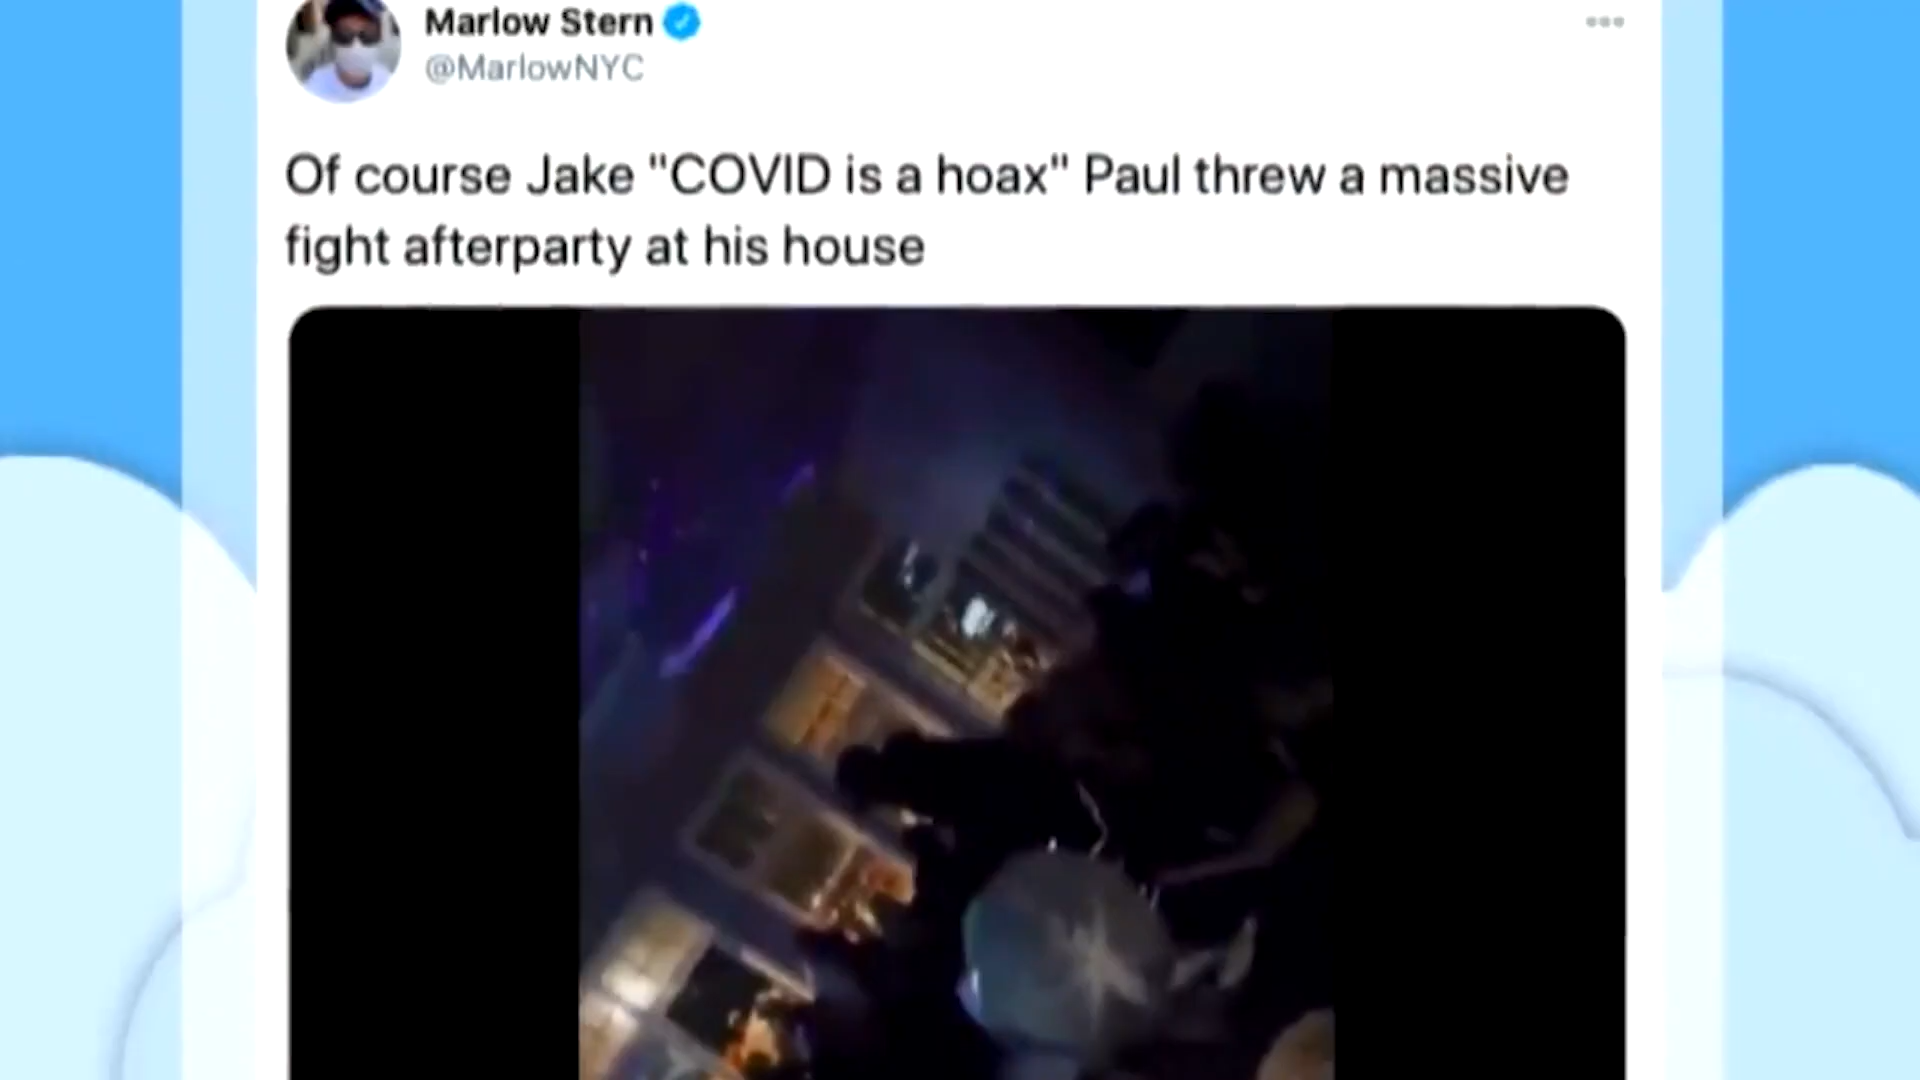 Marlow Stern
@MarlowNYC
Of course Jake "COVID is a hoax" Paul threw a massive
fight afterparty at his house